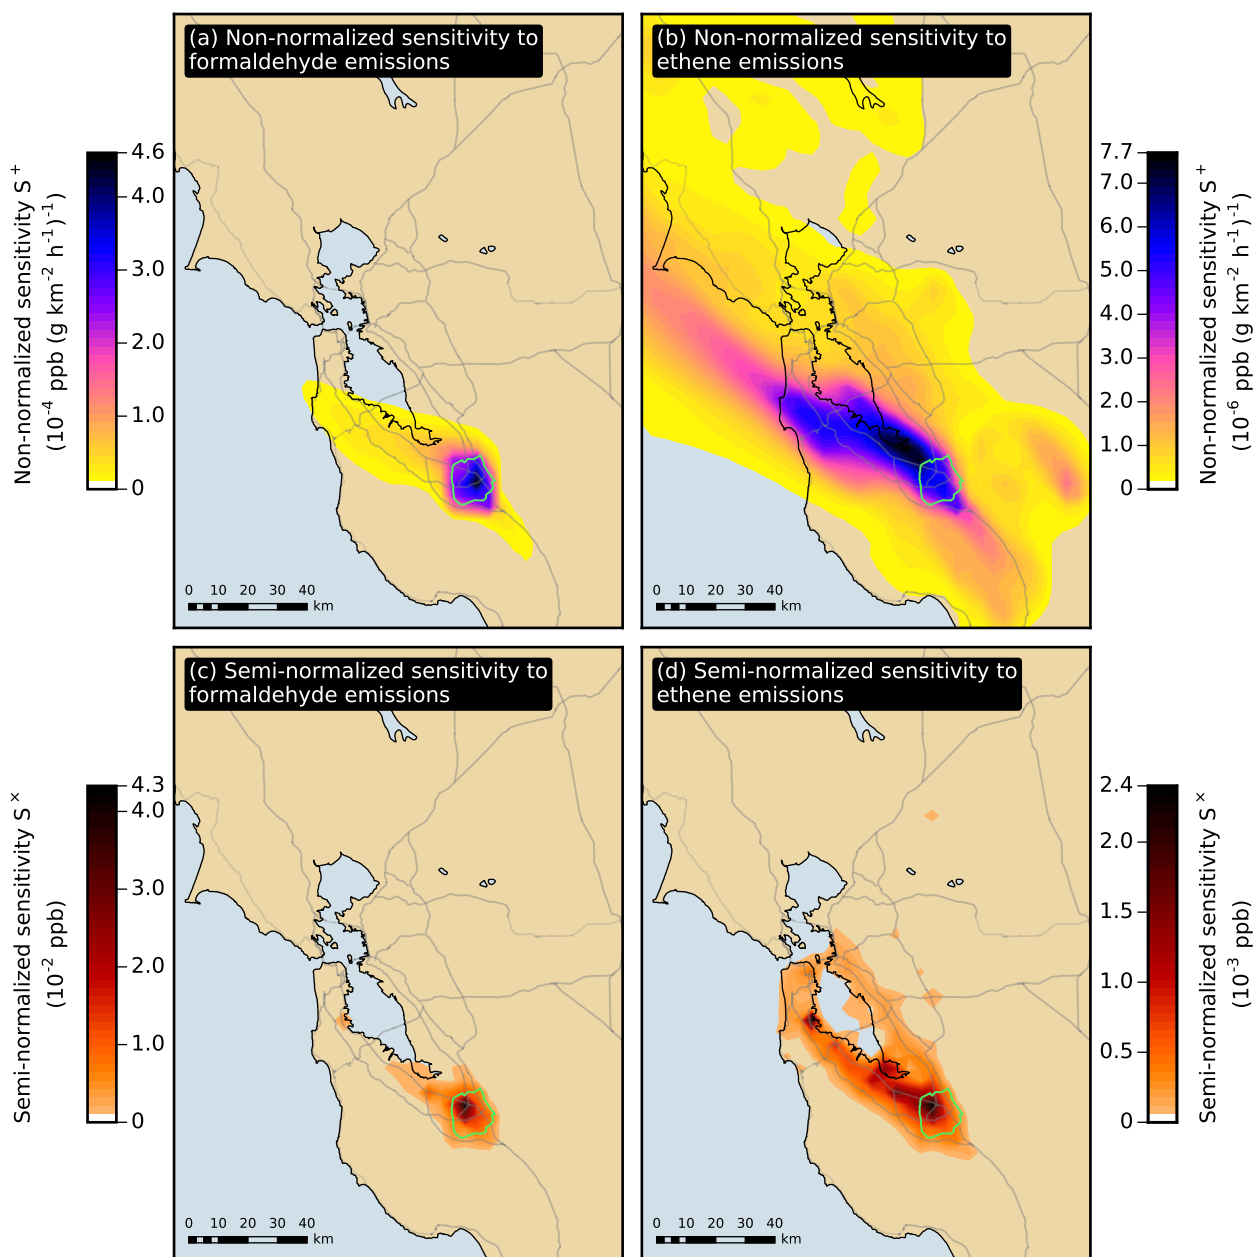 (a) Non-normalized sensitivity to
formaldehyde emissions
(b) Non-normalized sensitivity to
ethene emissions
Non-normalized sensitivity S⁺
(10⁻⁴ ppb (g km⁻² h⁻¹)⁻¹)
4.6
4.0
3.0
2.0
1.0
0
0 10 20 30 40
km
0 10 20 30 40
km
7.7
7.0
6.0
5.0
4.0
3.0
2.0
1.0
0
Non-normalized sensitivity S⁺
(10⁻⁶ ppb (g km⁻² h⁻¹)⁻¹)
(c) Semi-normalized sensitivity to
formaldehyde emissions
(d) Semi-normalized sensitivity to
ethene emissions
Semi-normalized sensitivity Sˣ
(10⁻² ppb)
4.3
4.0
3.0
2.0
1.0
0
0 10 20 30 40
km
0 10 20 30 40
km
2.4
2.0
1.5
1.0
0.5
0
Semi-normalized sensitivity Sˣ
(10⁻³ ppb)